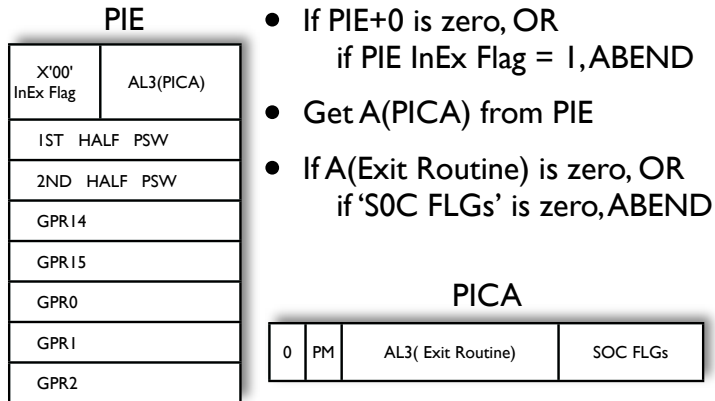 PIE
X'00'
InEx Flag
AL3(PICA)
1ST HALF PSW
2ND HALF PSW
GPR14
GPR15
GPR0
GPR1
GPR2
• If PIE+0 is zero, OR
if PIE InEx Flag = 1, ABEND
• Get A(PICA) from PIE
• If A(Exit Routine) is zero, OR
if ‘S0C FLGs’ is zero, ABEND
PICA
0 PM AL3( Exit Routine) SOC FLGs